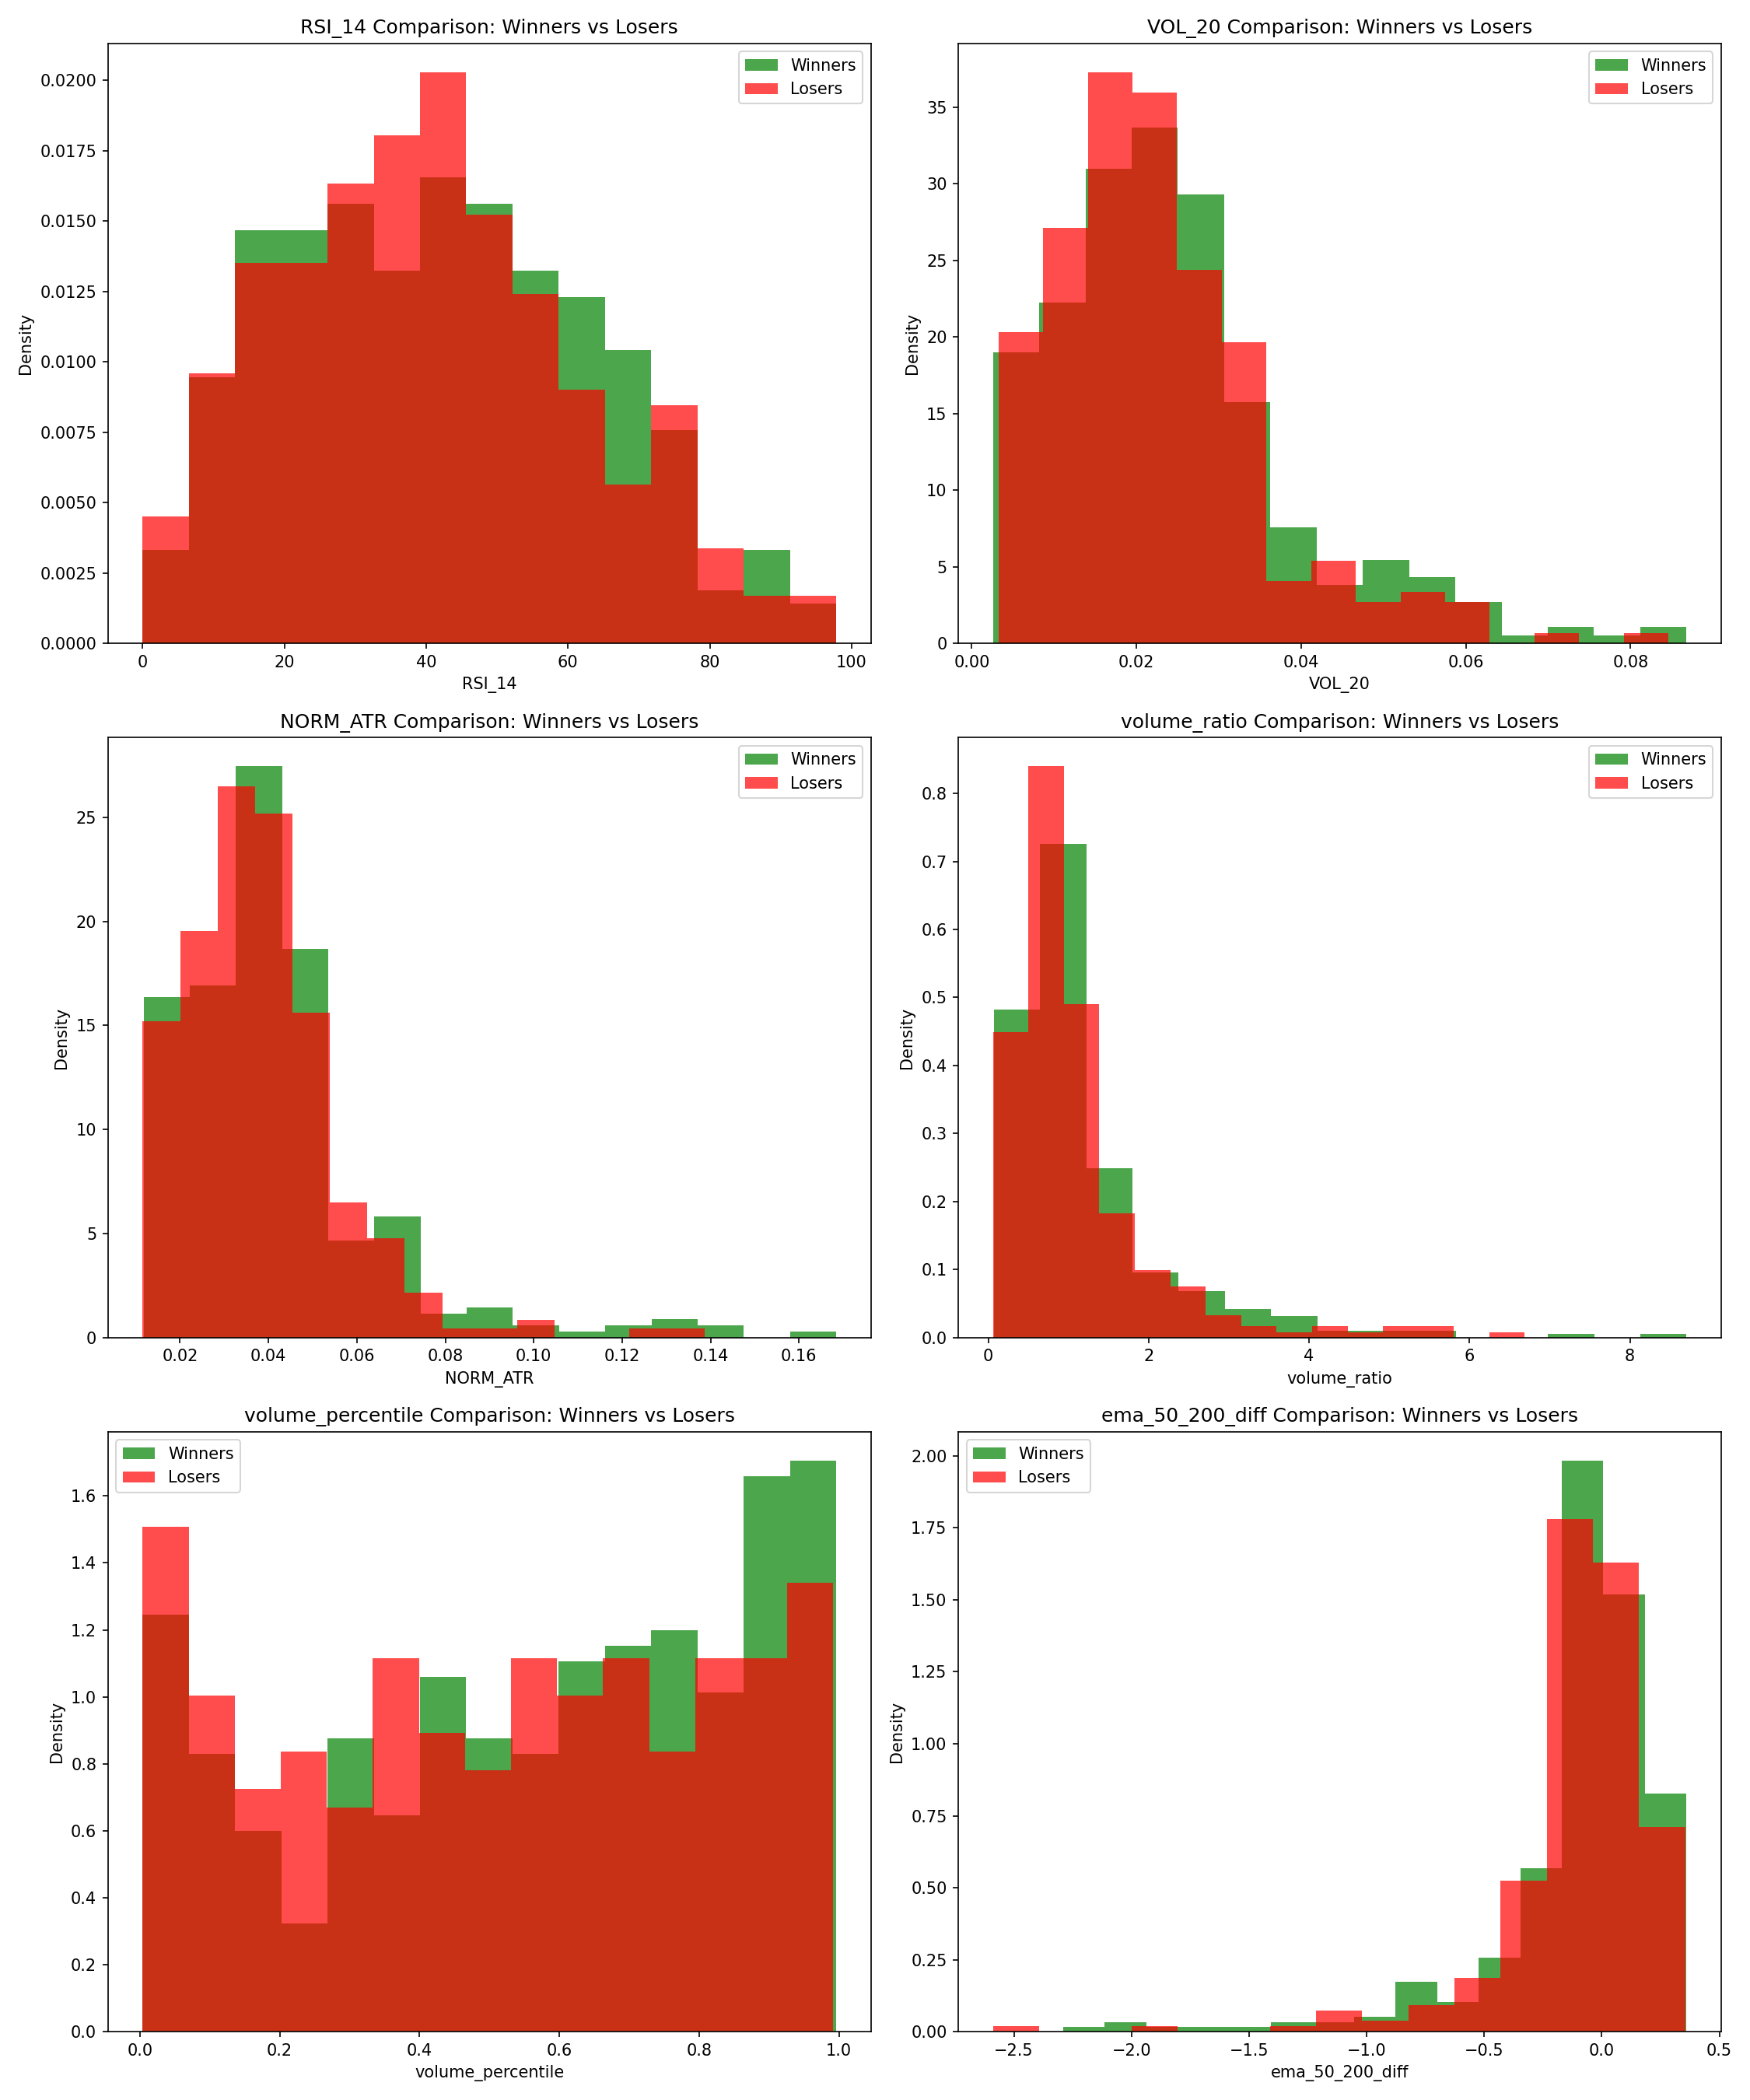 RSI_14 Comparison: Winners vs Losers
Winners
Losers
0.0200
0.0175
0.0150
0.0125
0.0100
0.0075
0.0050
0.0025
0.0000
Density
0 20 40 60 80 100
RSI_14
VOL_20 Comparison: Winners vs Losers
Winners
Losers
35
30
25
20
15
10
5
0
Density
0.00 0.02 0.04 0.06 0.08
VOL_20
NORM_ATR Comparison: Winners vs Losers
Winners
Losers
25
20
15
10
5
0
Density
0.02 0.04 0.06 0.08 0.10 0.12 0.14 0.16
NORM_ATR
volume_ratio Comparison: Winners vs Losers
Winners
Losers
0.8
0.7
0.6
0.5
0.4
0.3
0.2
0.1
0.0
Density
0 2 4 6 8
volume_ratio
volume_percentile Comparison: Winners vs Losers
Winners
Losers
1.6
1.4
1.2
1.0
0.8
0.6
0.4
0.2
0.0
Density
0.0 0.2 0.4 0.6 0.8 1.0
volume_percentile
ema_50_200_diff Comparison: Winners vs Losers
Winners
Losers
2.00
1.75
1.50
1.25
1.00
0.75
0.50
0.25
0.00
Density
−2.5 −2.0 −1.5 −1.0 −0.5 0.0 0.5
ema_50_200_diff